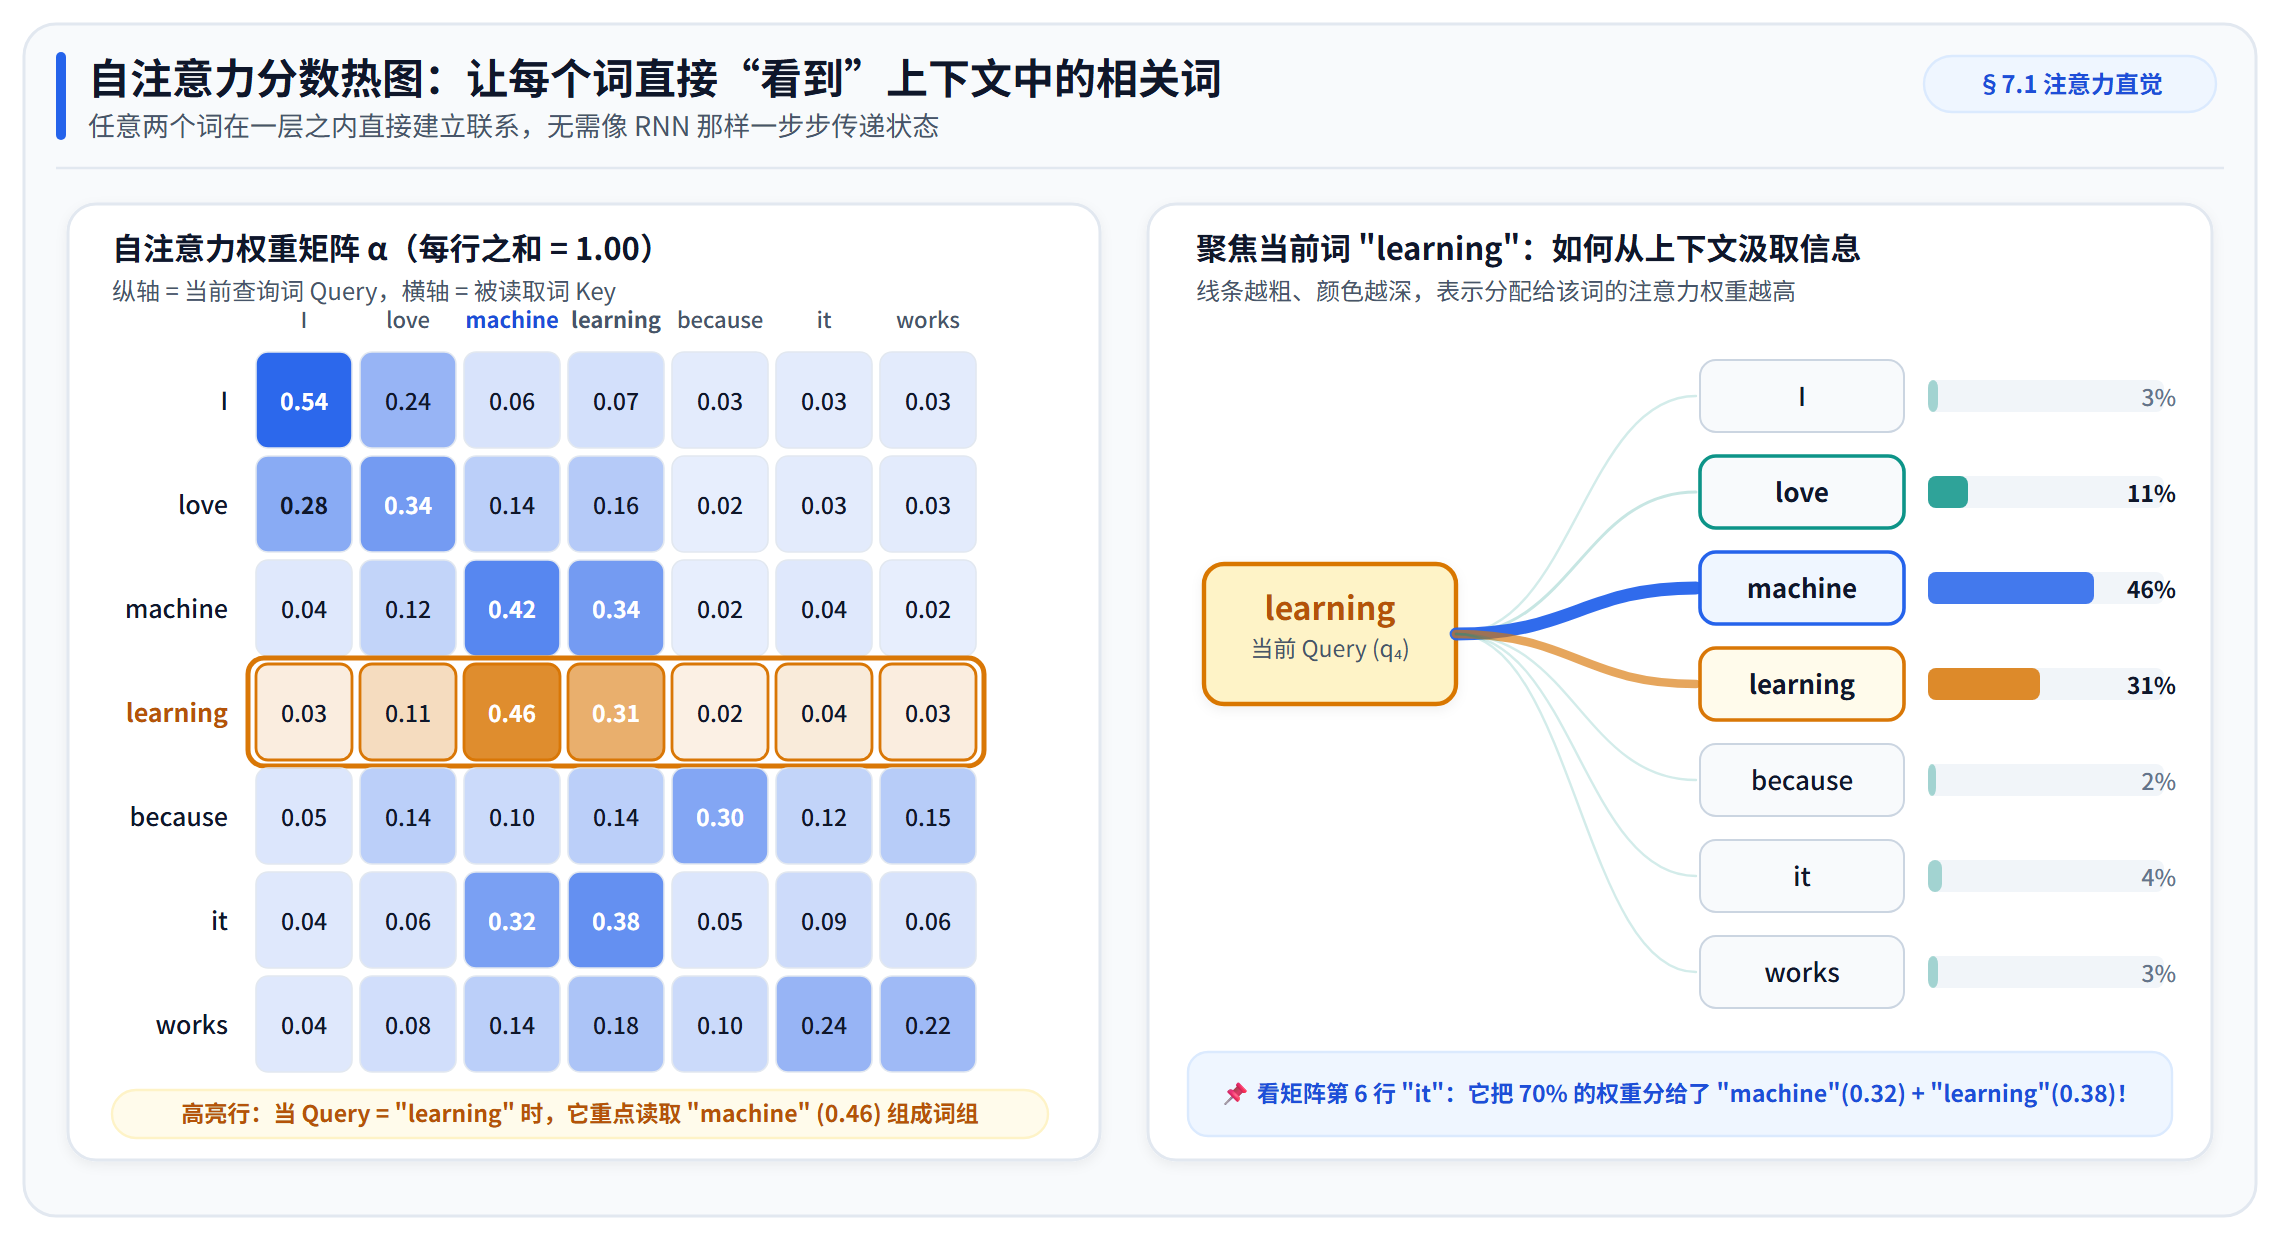 自注意力分数热图：让每个词直接“看到”上下文中的相关词
任意两个词在一层之内直接建立联系，无需像 RNN 那样一步步传递状态
§ 7.1 注意力直觉
自注意力权重矩阵 α（每行之和 = 1.00）
纵轴 = 当前查询词 Query，横轴 = 被读取词 Key
I love machine learning because it works
I 0.54 0.24 0.06 0.07 0.03 0.03 0.03
love 0.28 0.34 0.14 0.16 0.02 0.03 0.03
machine 0.04 0.12 0.42 0.34 0.02 0.04 0.02
learning 0.03 0.11 0.46 0.31 0.02 0.04 0.03
because 0.05 0.14 0.10 0.14 0.30 0.12 0.15
it 0.04 0.06 0.32 0.38 0.05 0.09 0.06
works 0.04 0.08 0.14 0.18 0.10 0.24 0.22
高亮行：当 Query = "learning" 时，它重点读取 "machine" (0.46) 组成词组
聚焦当前词 "learning"：如何从上下文汲取信息
线条越粗、颜色越深，表示分配给该词的注意力权重越高
learning
当前 Query (q₄)
I 3%
love 11%
machine 46%
learning 31%
because 2%
it 4%
works 3%
📌 看矩阵第 6 行 "it"：它把 70% 的权重分给了 "machine"(0.32) + "learning"(0.38)！